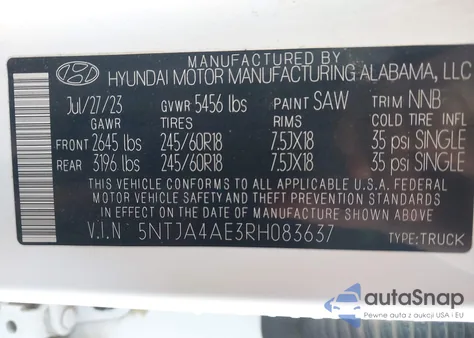 MANUFACTURED BY
HYUNDAI MOTOR MANUFACTURING ALABAMA, LLC
Jul/27/23 GVWR 5456 lbs PAINT SAW TRIM NNB
GAWR TIRES RIMS COLD TIRE INFL
FRONT 2645 lbs 245/60R18 7.5JX18 35 psi SINGLE
REAR 3196 lbs 245/60R18 7.5JX18 35 psi SINGLE
THIS VEHICLE CONFORMS TO ALL APPLICABLE U.S.A. FEDERAL
MOTOR VEHICLE SAFETY AND THEFT PREVENTION STANDARDS
IN EFFECT ON THE DATE OF MANUFACTURE SHOWN ABOVE.
V.I.N 5NTJA4AE3RH083637 TYPE:TRUCK
autoSnap
Pewne auta z aukcji USA i EU